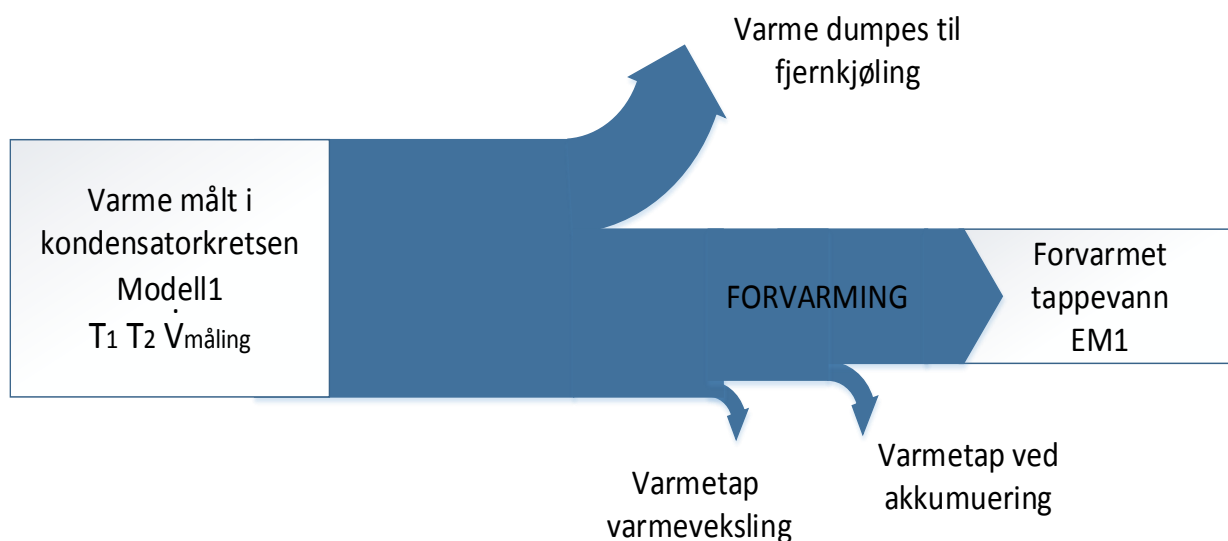 Varme dumpes til
fjernkjøling
Varme målt i
kondensatorkretsen
Modell1
T1 T2 V̇måling
FORVARMING
Forvarmet
tappevann
EM1
Varmetap
varmeveksling
Varmetap ved
akkumuering